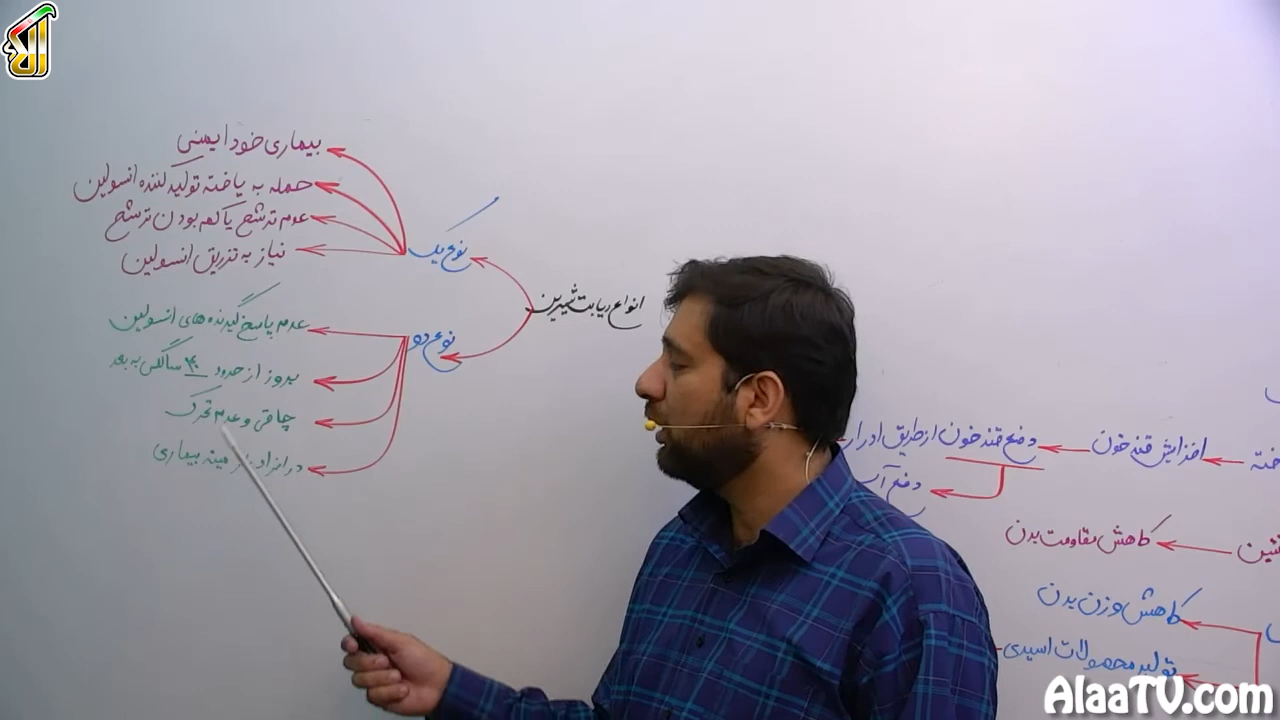 آلاء
انواع دیابت شیرین
نوع یک
بیماری خود ایمنی
حمله به یاخته تولید کننده انسولین
عدم ترشح یا کم بودن ترشح
نیاز به تزریق انسولین
نوع دو
عدم پاسخ گیرنده های انسولین
بروز از حدود ۴۰ سالگی به بعد
چاقی و عدم تحرک
در افراد زمینه بیماری
افزایش قند خون
دفع قند خون از طریق ادرار
دفع آب
کاهش مقاومت بدن
کاهش وزن بدن
تولید محصولات اسیدی
AlaaTV.com